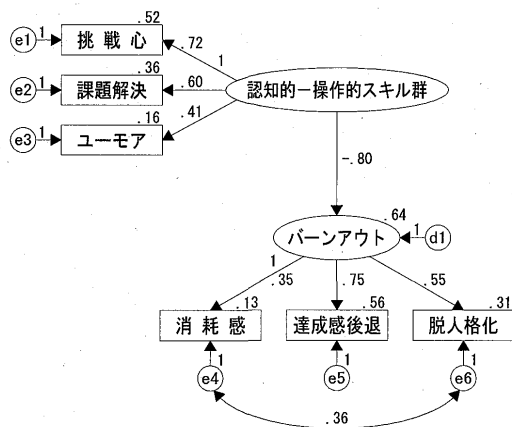 .52
e1
1
挑戦心
.72
1
.36
e2
1
課題解決
.60
認知的－操作的スキル群
.16
e3
1
ユーモア
.41
-.80
.64
バーンアウト
1
d1
1
.35
.75
.55
.13
.56
.31
消耗感
達成感後退
脱人格化
1
1
1
e4
e5
e6
.36